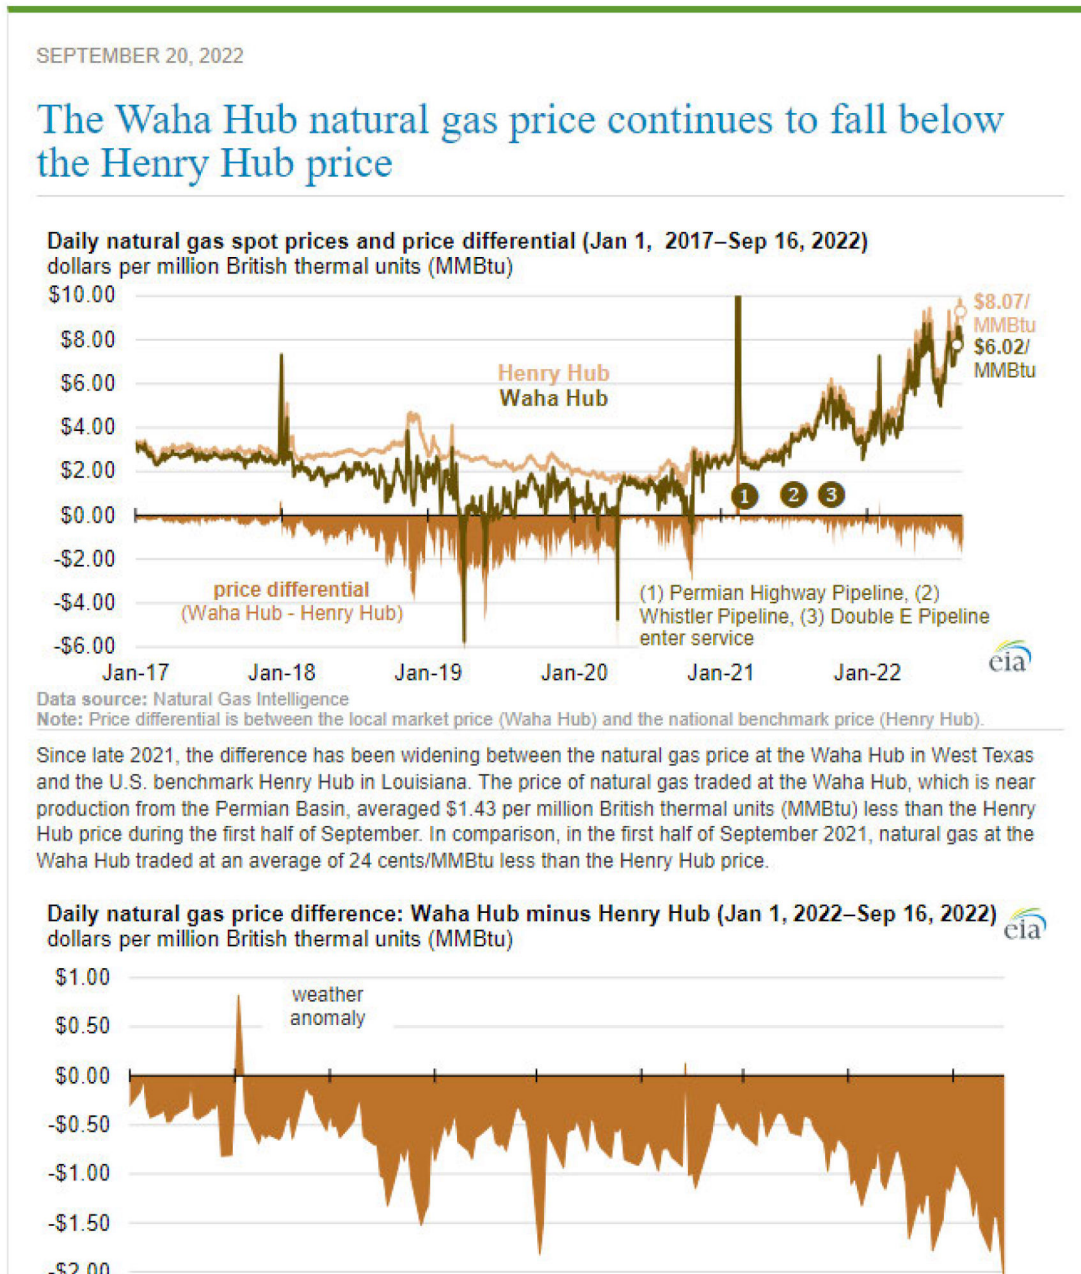 SEPTEMBER 20, 2022
The Waha Hub natural gas price continues to fall below
the Henry Hub price
Daily natural gas spot prices and price differential (Jan 1, 2017–Sep 16, 2022)
dollars per million British thermal units (MMBtu)
$10.00
$8.00
$6.00
$4.00
$2.00
$0.00
-$2.00
-$4.00
-$6.00
Henry Hub
Waha Hub
$8.07/
MMBtu
$6.02/
MMBtu
1
2
3
price differential
(Waha Hub - Henry Hub)
(1) Permian Highway Pipeline, (2)
Whistler Pipeline, (3) Double E Pipeline
enter service
eia
Jan-17
Jan-18
Jan-19
Jan-20
Jan-21
Jan-22
Data source: Natural Gas Intelligence
Note: Price differential is between the local market price (Waha Hub) and the national benchmark price (Henry Hub).
Since late 2021, the difference has been widening between the natural gas price at the Waha Hub in West Texas
and the U.S. benchmark Henry Hub in Louisiana. The price of natural gas traded at the Waha Hub, which is near
production from the Permian Basin, averaged $1.43 per million British thermal units (MMBtu) less than the Henry
Hub price during the first half of September. In comparison, in the first half of September 2021, natural gas at the
Waha Hub traded at an average of 24 cents/MMBtu less than the Henry Hub price.
Daily natural gas price difference: Waha Hub minus Henry Hub (Jan 1, 2022–Sep 16, 2022)
dollars per million British thermal units (MMBtu)
eia
$1.00
$0.50
$0.00
-$0.50
-$1.00
-$1.50
-$2.00
weather
anomaly